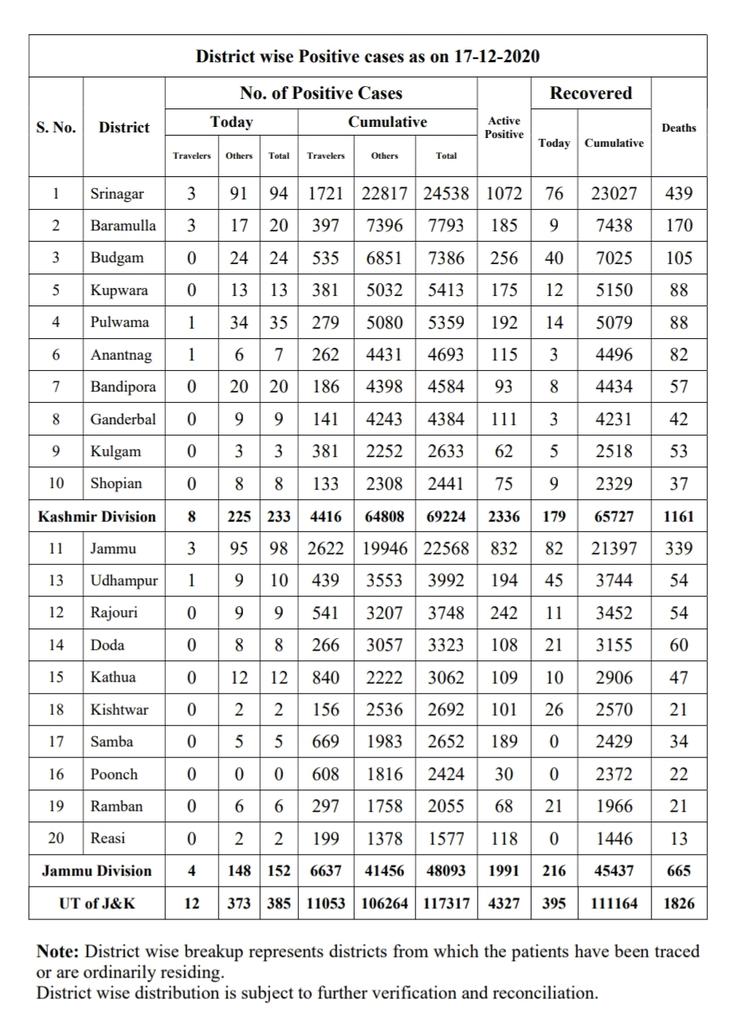 District wise Positive cases as on 17-12-2020
S. No. District No. of Positive Cases Active Positive Recovered Deaths
Today Cumulative Today Cumulative
Travelers Others Total Travelers Others Total
1 Srinagar 3 91 94 1721 22817 24538 1072 76 23027 439
2 Baramulla 3 17 20 397 7396 7793 185 9 7438 170
3 Budgam 0 24 24 535 6851 7386 256 40 7025 105
5 Kupwara 0 13 13 381 5032 5413 175 12 5150 88
4 Pulwama 1 34 35 279 5080 5359 192 14 5079 88
6 Anantnag 1 6 7 262 4431 4693 115 3 4496 82
7 Bandipora 0 20 20 186 4398 4584 93 8 4434 57
8 Ganderbal 0 9 9 141 4243 4384 111 3 4231 42
9 Kulgam 0 3 3 381 2252 2633 62 5 2518 53
10 Shopian 0 8 8 133 2308 2441 75 9 2329 37
Kashmir Division 8 225 233 4416 64808 69224 2336 179 65727 1161
11 Jammu 3 95 98 2622 19946 22568 832 82 21397 339
13 Udhampur 1 9 10 439 3553 3992 194 45 3744 54
12 Rajouri 0 9 9 541 3207 3748 242 11 3452 54
14 Doda 0 8 8 266 3057 3323 108 21 3155 60
15 Kathua 0 12 12 840 2222 3062 109 10 2906 47
18 Kishtwar 0 2 2 156 2536 2692 101 26 2570 21
17 Samba 0 5 5 669 1983 2652 189 0 2429 34
16 Poonch 0 0 0 608 1816 2424 30 0 2372 22
19 Ramban 0 6 6 297 1758 2055 68 21 1966 21
20 Reasi 0 2 2 199 1378 1577 118 0 1446 13
Jammu Division 4 148 152 6637 41456 48093 1991 216 45437 665
UT of J&K 12 373 385 11053 106264 117317 4327 395 111164 1826
Note: District wise breakup represents districts from which the patients have been traced
or are ordinarily residing.
District wise distribution is subject to further verification and reconciliation.